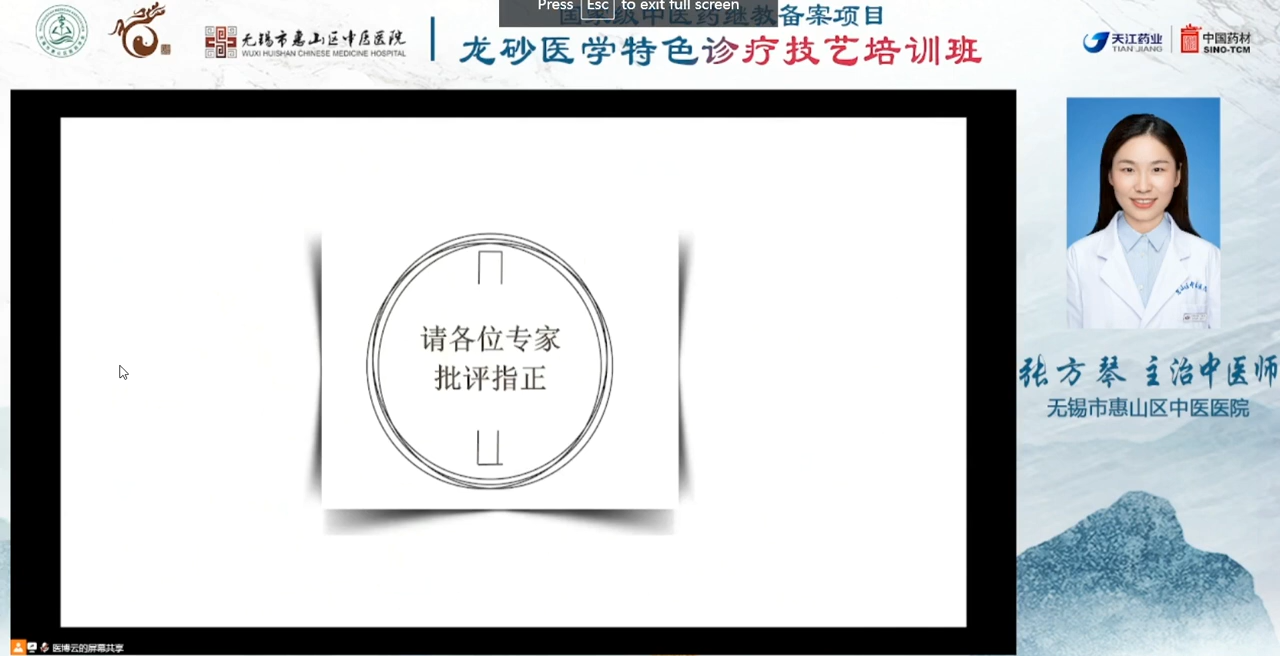 Press Esc to exit full screen
国家级中医药继教备案项目
龙砂医学特色诊疗技艺培训班
无锡市惠山区中医医院
WUXI HUISHAN CHINESE MEDICINE HOSPITAL
天江药业
TIAN JIANG
中国药材
SINO-TCM
请各位专家
批评指正
张方琴 主治中医师
无锡市惠山区中医医院
医博云的屏幕共享